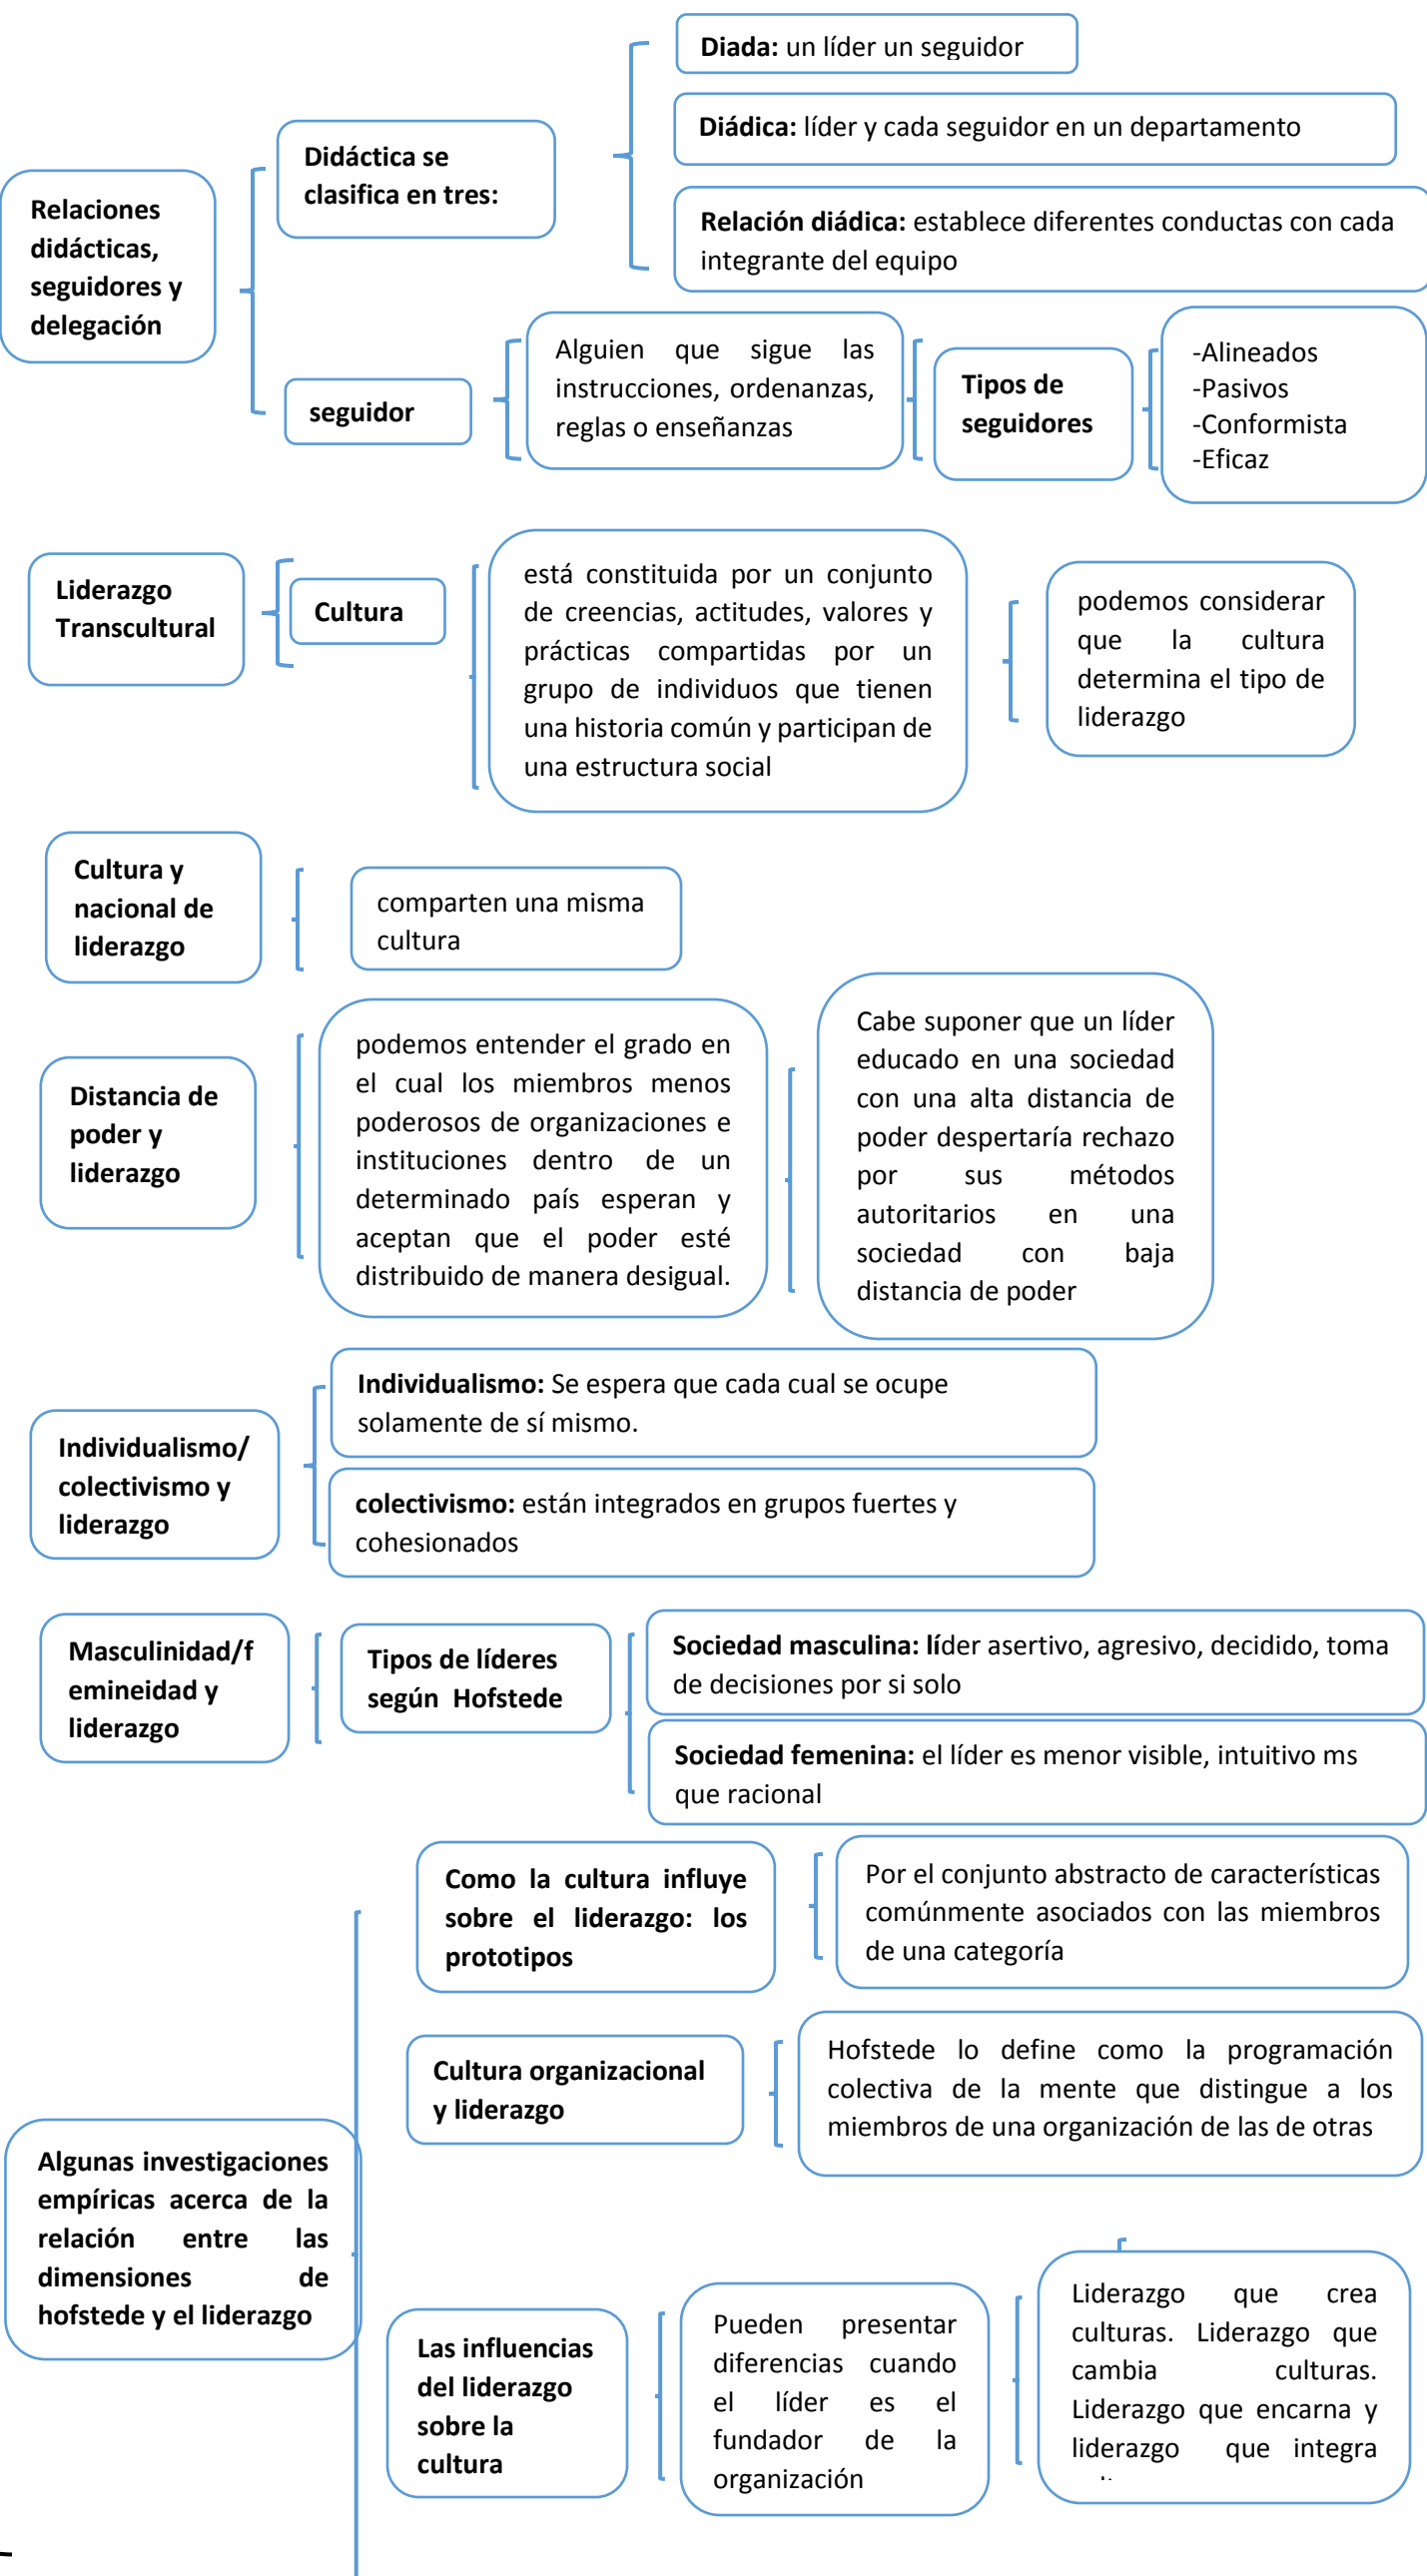 Diada: un líder un seguidor
Diádica: líder y cada seguidor en un departamento
Didáctica se
clasifica en tres:
Relaciones
didácticas,
seguidores y
delegación
Relación diádica: establece diferentes conductas con cada
integrante del equipo
seguidor
Alguien que sigue las
instrucciones, ordenanzas,
reglas o enseñanzas
Tipos de
seguidores
-Alineados
-Pasivos
-Conformista
-Eficaz
Liderazgo
Transcultural
Cultura
está constituida por un conjunto
de creencias, actitudes, valores y
prácticas compartidas por un
grupo de individuos que tienen
una historia común y participan de
una estructura social
podemos considerar
que la cultura
determina el tipo de
liderazgo
Cultura y
nacional de
liderazgo
comparten una misma
cultura
Distancia de
poder y
liderazgo
podemos entender el grado en
el cual los miembros menos
poderosos de organizaciones e
instituciones dentro de un
determinado país esperan y
aceptan que el poder esté
distribuido de manera desigual.
Cabe suponer que un líder
educado en una sociedad
con una alta distancia de
poder despertaría rechazo
por sus métodos
autoritarios en una
sociedad con baja
distancia de poder
Individualismo/
colectivismo y
liderazgo
Individualismo: Se espera que cada cual se ocupe
solamente de sí mismo.
colectivismo: están integrados en grupos fuertes y
cohesionados
Masculinidad/f
emineidad y
liderazgo
Tipos de líderes
según Hofstede
Sociedad masculina: líder asertivo, agresivo, decidido, toma
de decisiones por si solo
Sociedad femenina: el líder es menor visible, intuitivo ms
que racional
Algunas investigaciones
empíricas acerca de la
relación entre las
dimensiones de
hofstede y el liderazgo
Como la cultura influye
sobre el liderazgo: los
prototipos
Por el conjunto abstracto de características
comúnmente asociados con las miembros
de una categoría
Cultura organizacional
y liderazgo
Hofstede lo define como la programación
colectiva de la mente que distingue a los
miembros de una organización de las de otras
Las influencias
del liderazgo
sobre la
cultura
Pueden presentar
diferencias cuando
el líder es el
fundador de la
organización
Liderazgo que crea
culturas. Liderazgo que
cambia culturas.
Liderazgo que encarna y
liderazgo que integra